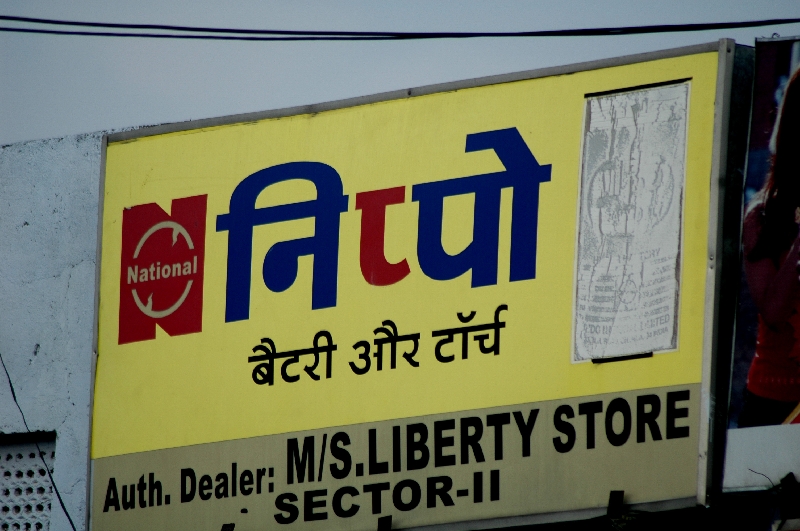 National
निप्पो
बैटरी और टॉर्च
Auth. Dealer: M/S.LIBERTY STORE
SECTOR-II